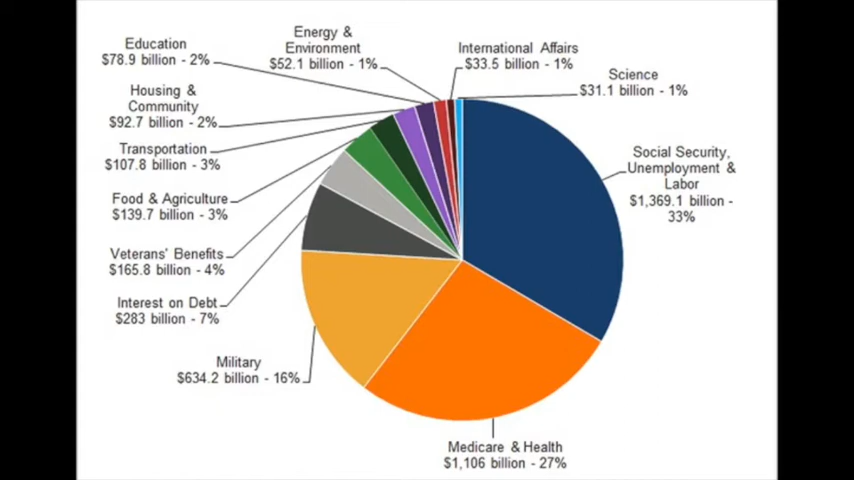 Education
$78.9 billion - 2%
Energy &
Environment
$52.1 billion - 1%
International Affairs
$33.5 billion - 1%
Science
$31.1 billion - 1%
Housing &
Community
$92.7 billion - 2%
Transportation
$107.8 billion - 3%
Food & Agriculture
$139.7 billion - 3%
Veterans' Benefits
$165.8 billion - 4%
Interest on Debt
$283 billion - 7%
Military
$634.2 billion - 16%
Social Security,
Unemployment &
Labor
$1,369.1 billion -
33%
Medicare & Health
$1,106 billion - 27%